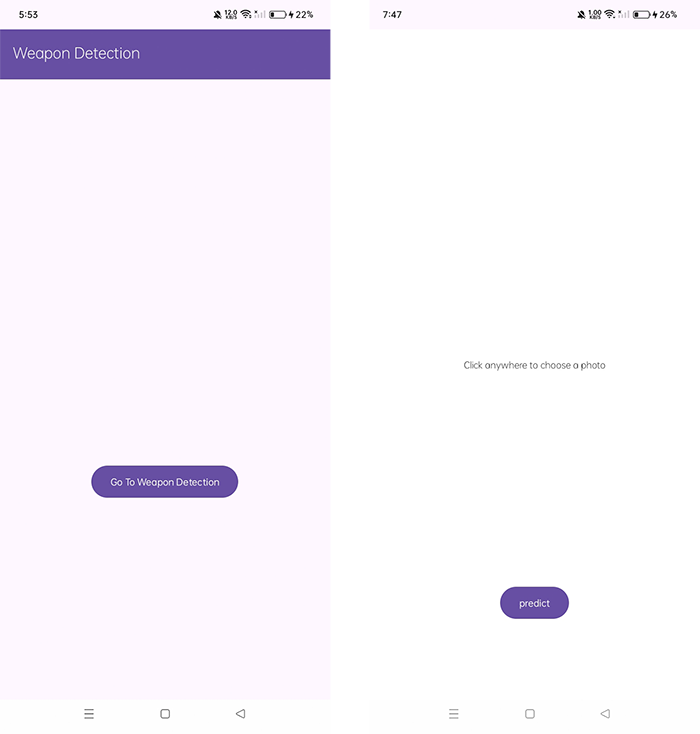 5:53
12.0
KB/S
22%
Weapon Detection
Go To Weapon Detection
7:47
1.00
KB/S
26%
Click anywhere to choose a photo
predict